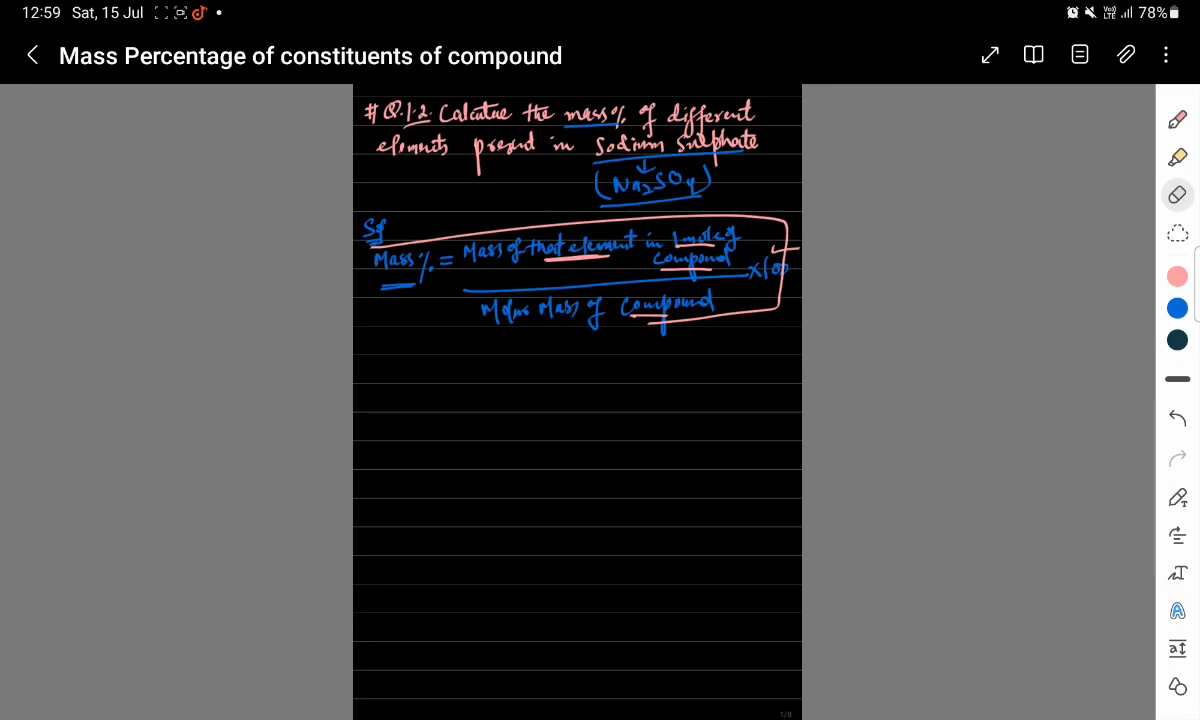 12:59 Sat, 15 Jul 78%
Mass Percentage of constituents of compound
# Q.1.2. Calculate the mass% of different
elements present in Sodium Sulphate
(Na2SO4)
Mass % = Mass of that element in 1 mole of
compound
×100
Molar Mass of Compound
1/8